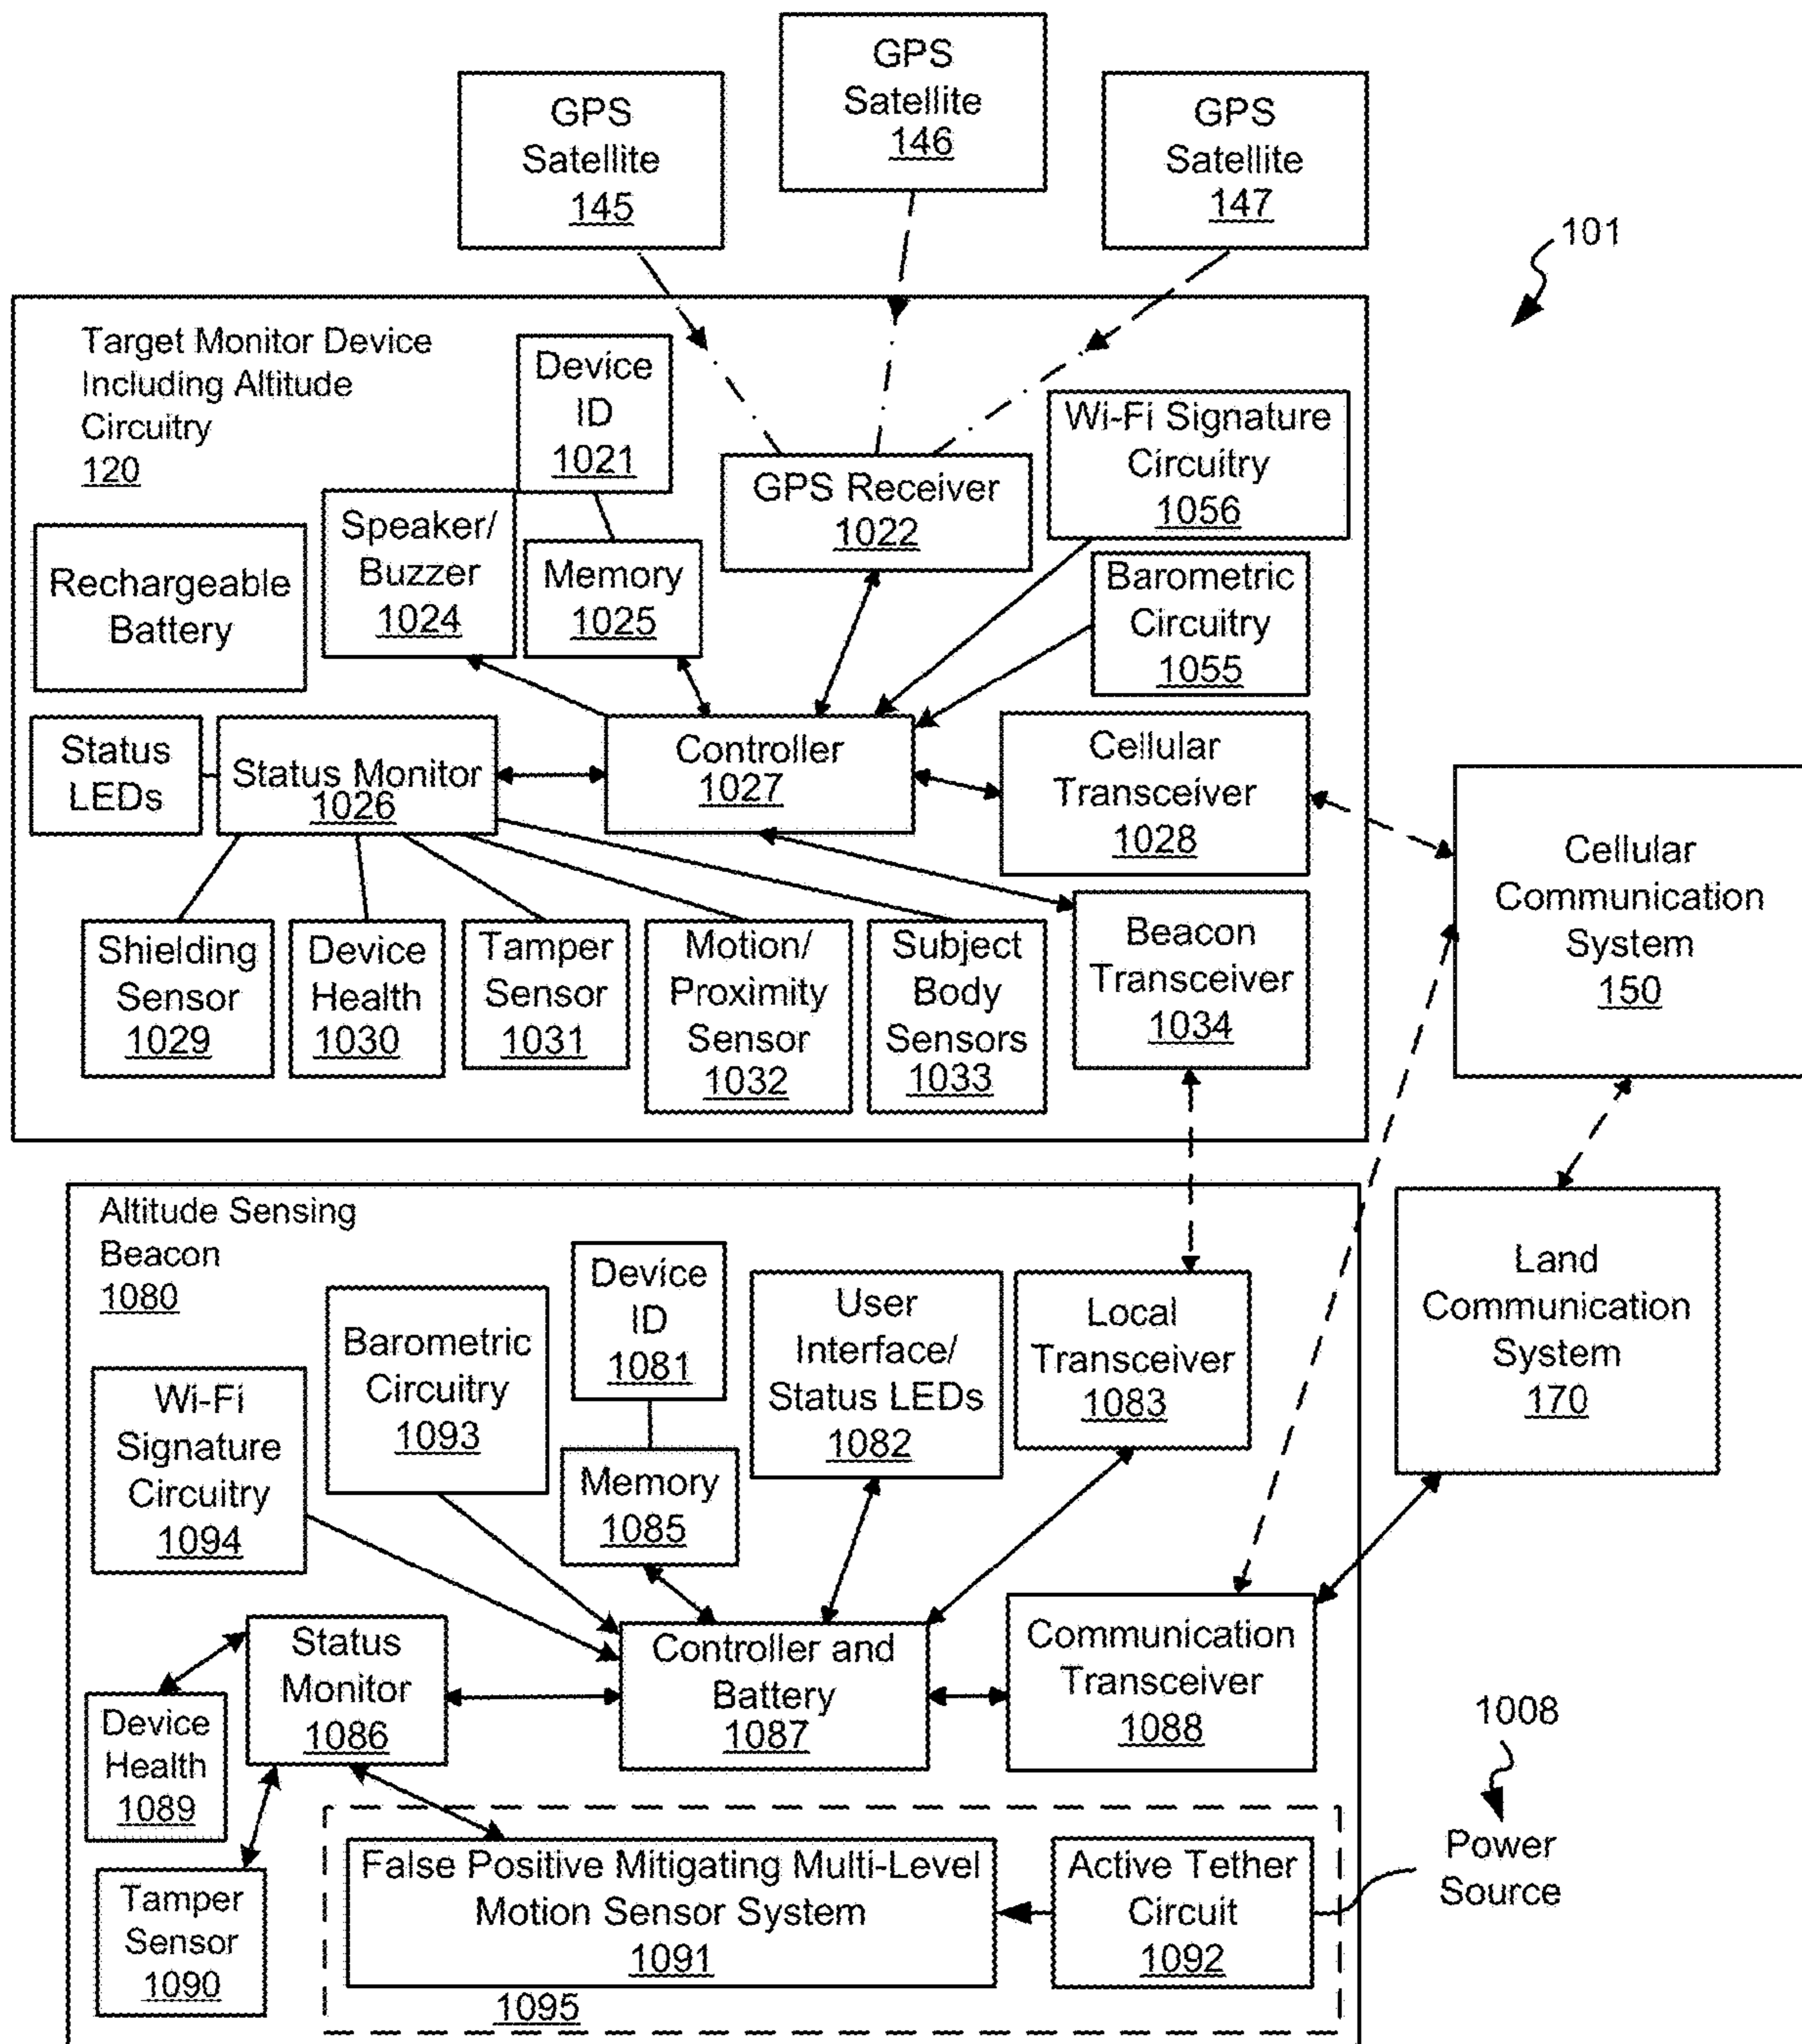 GPS
Satellite
145
GPS
Satellite
146
GPS
Satellite
147
101
Target Monitor Device
Including Altitude
Circuitry
120
Device
ID
1021
GPS Receiver
1022
Wi-Fi Signature
Circuitry
1056
Rechargeable
Battery
Speaker/
Buzzer
1024
Memory
1025
Barometric
Circuitry
1055
Status
LEDs
Status Monitor
1026
Controller
1027
Cellular
Transceiver
1028
Cellular
Communication
System
150
Shielding
Sensor
1029
Device
Health
1030
Tamper
Sensor
1031
Motion/
Proximity
Sensor
1032
Subject
Body
Sensors
1033
Beacon
Transceiver
1034
Altitude Sensing
Beacon
1080
Wi-Fi
Signature
Circuitry
1094
Barometric
Circuitry
1093
Device
ID
1081
Memory
1085
User
Interface/
Status LEDs
1082
Local
Transceiver
1083
Land
Communication
System
170
Status
Monitor
1086
Controller and
Battery
1087
Communication
Transceiver
1088
Device
Health
1089
Tamper
Sensor
1090
False Positive Mitigating Multi-Level
Motion Sensor System
1091
Active Tether
Circuit
1092
1095
1008
Power
Source